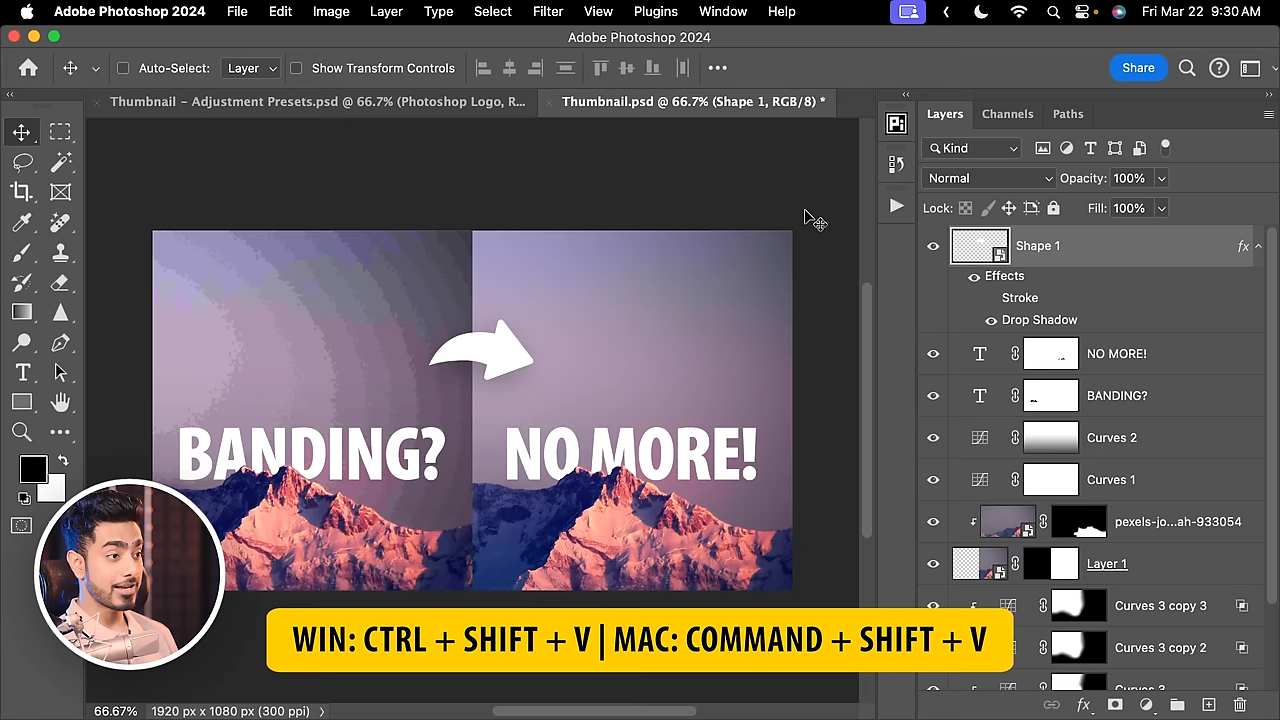 Adobe Photoshop 2024 File Edit Image Layer Type Select Filter View Plugins Window Help Fri Mar 22 9:30 AM
Adobe Photoshop 2024
Auto-Select: Layer Show Transform Controls Share
Thumbnail – Adjustment Presets.psd @ 66.7% (Photoshop Logo, R... Thumbnail.psd @ 66.7% (Shape 1, RGB/8) *
Layers Channels Paths
Kind
Normal Opacity: 100%
Lock: Fill: 100%
Shape 1 fx
Effects
Stroke
Drop Shadow
NO MORE!
BANDING?
Curves 2
Curves 1
pexels-jo...ah-933054
Layer 1
Curves 3 copy 3
Curves 3 copy 2
Curves 3
BANDING? NO MORE!
WIN: CTRL + SHIFT + V | MAC: COMMAND + SHIFT + V
66.67% 1920 px x 1080 px (300 ppi)